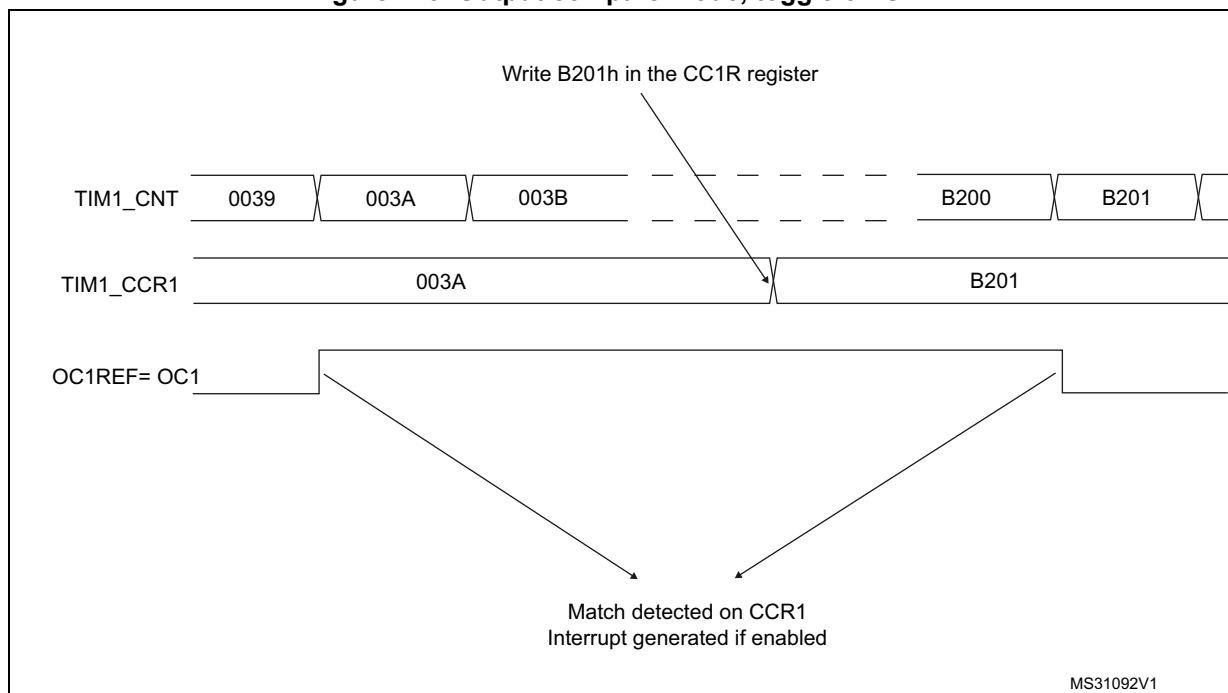 Write B201h in the CC1R register
TIM1_CNT 0039 003A 003B B200 B201
TIM1_CCR1 003A B201
OC1REF= OC1
Match detected on CCR1
Interrupt generated if enabled
MS31092V1